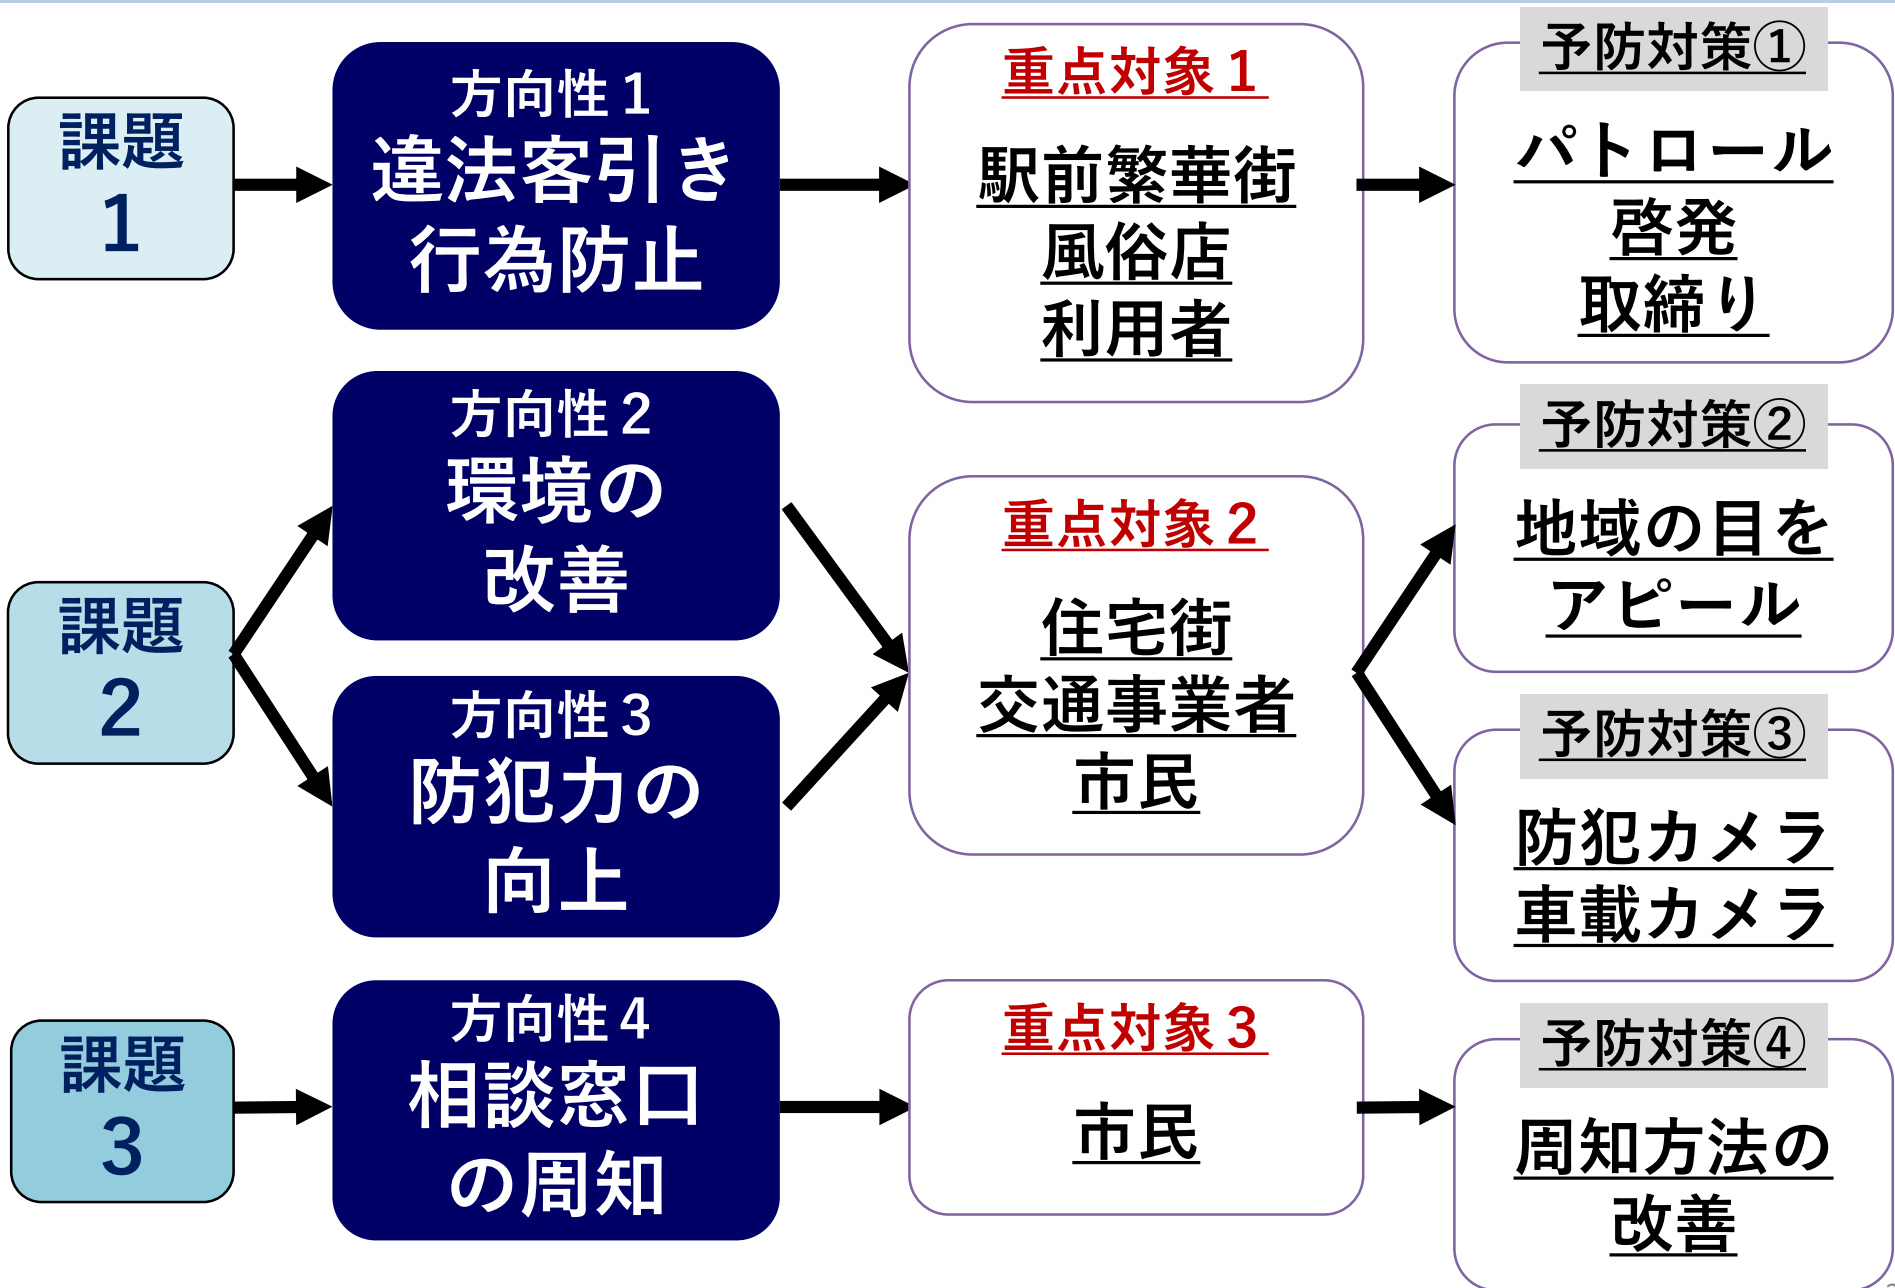 課題
1
方向性1
違法客引き
行為防止
重点対象1
駅前繁華街
風俗店
利用者
予防対策①
パトロール
啓発
取締り
課題
2
方向性2
環境の
改善
方向性3
防犯力の
向上
重点対象2
住宅街
交通事業者
市民
予防対策②
地域の目を
アピール
予防対策③
防犯カメラ
車載カメラ
課題
3
方向性4
相談窓口
の周知
重点対象3
市民
予防対策④
周知方法の
改善